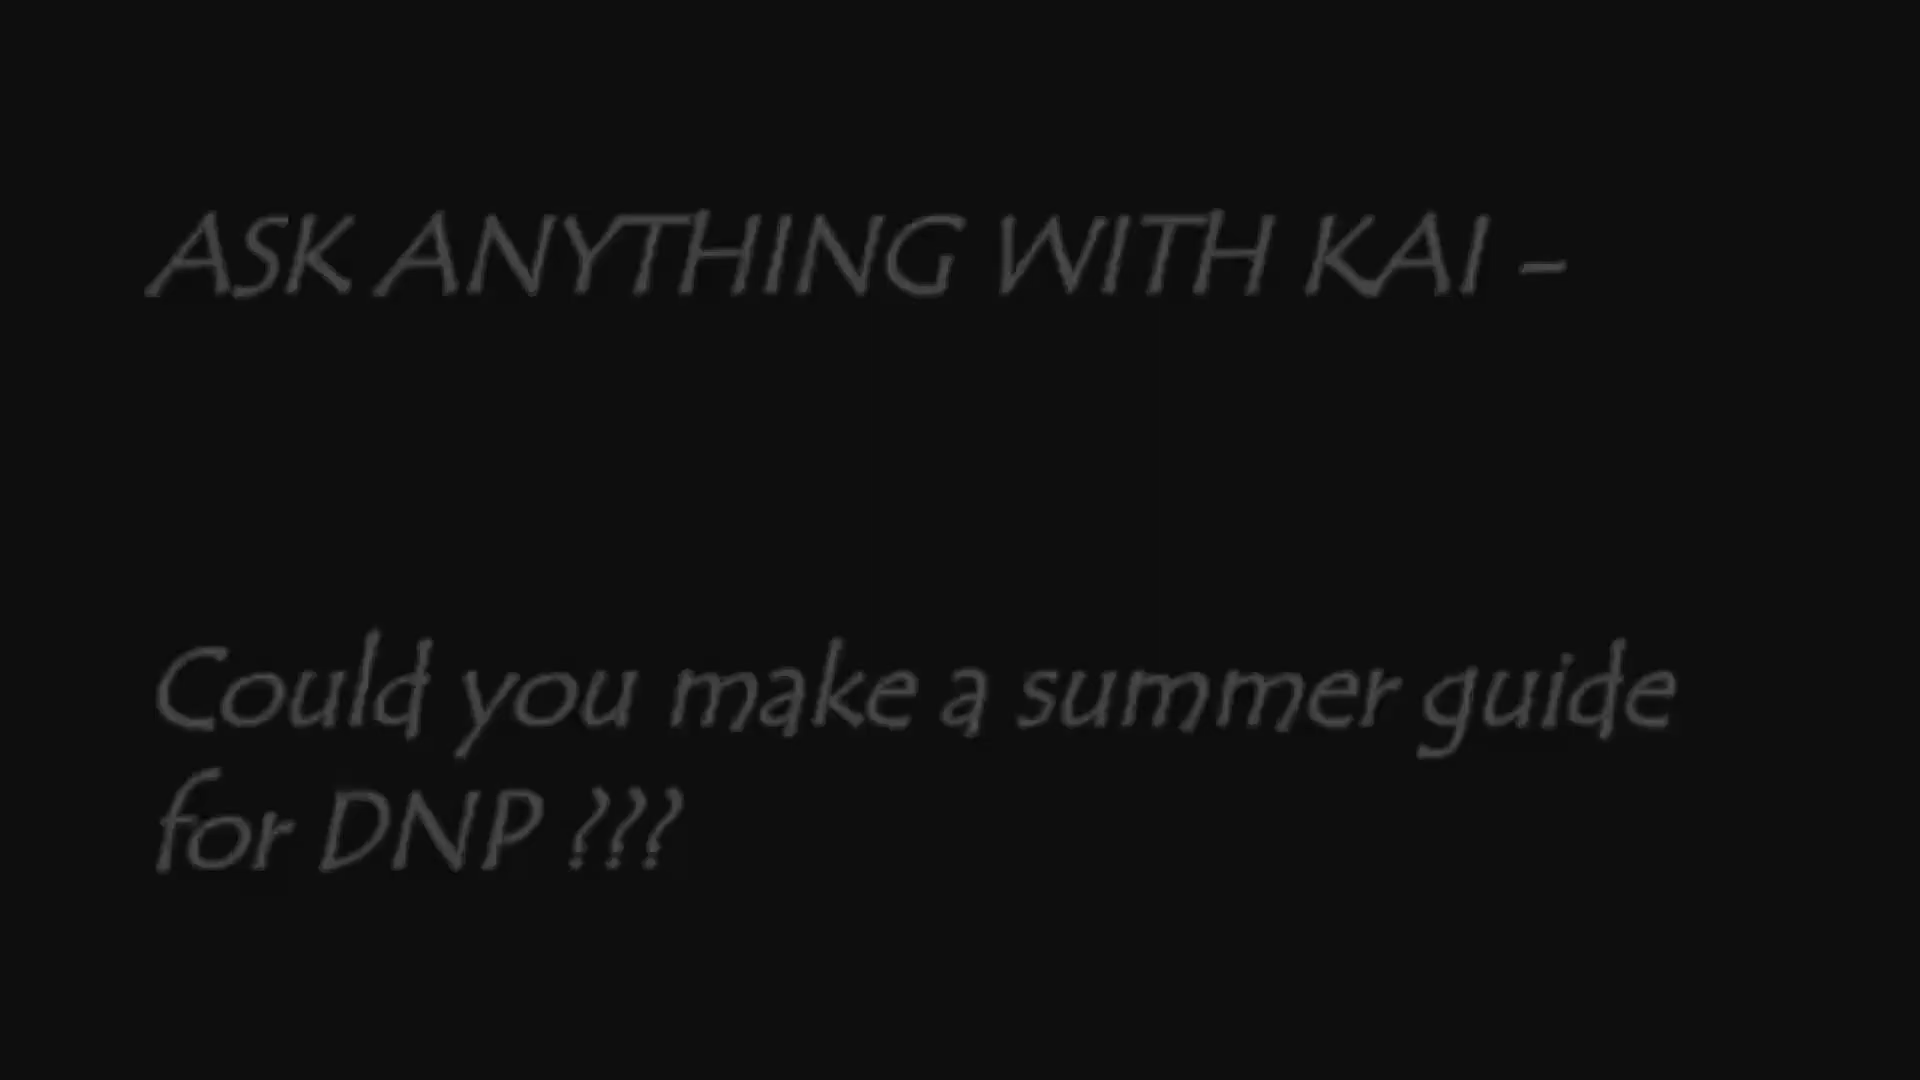 ASK ANYTHING WITH KAI -
Could you make a summer guide
for DNP ???